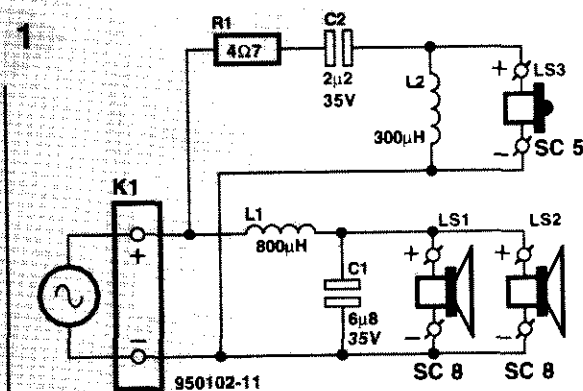 1
R1
4Ω7
C2
2µ2
35V
L2
300µH
+
LS3
−
SC 5
K1
+
−
L1
800µH
C1
6µ8
35V
LS1
+
−
SC 8
LS2
+
−
SC 8
950102-11